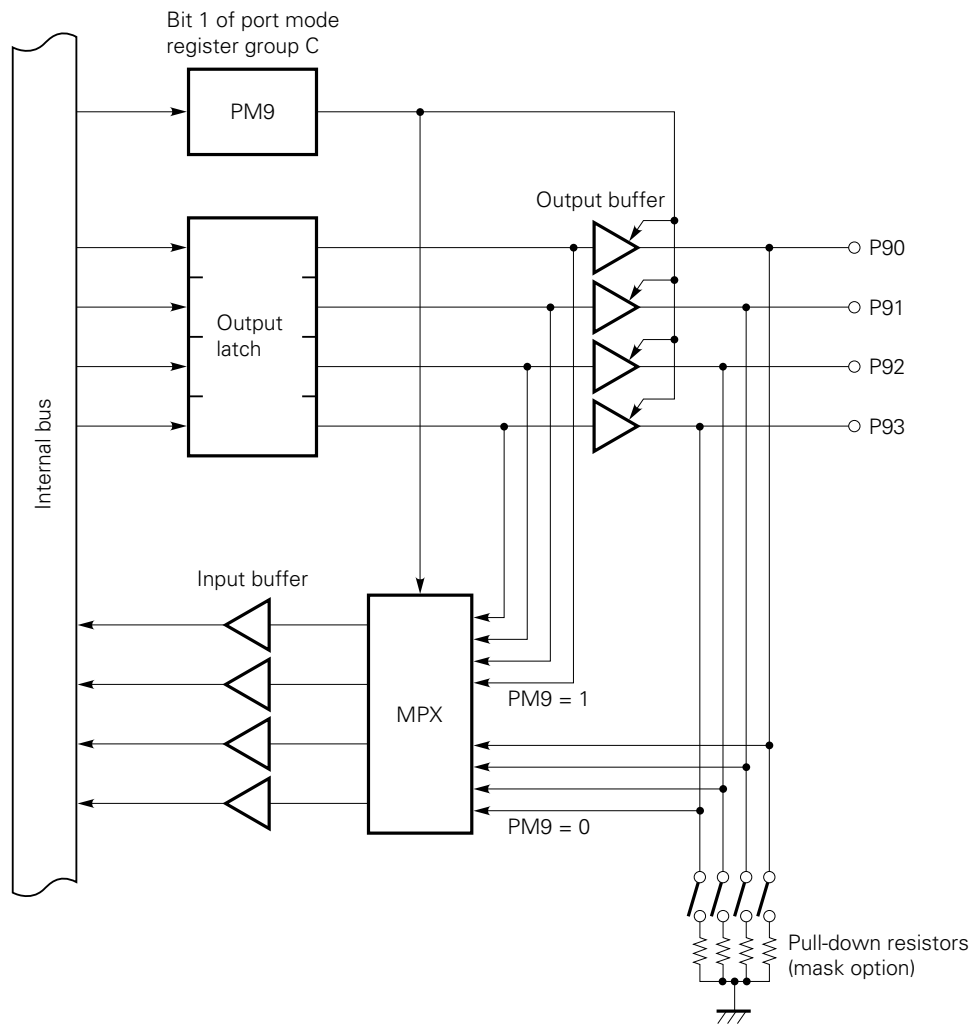 Bit 1 of port mode
register group C
PM9
Output buffer
P90
P91
Output
latch
P92
P93
Internal bus
Input buffer
MPX
PM9 = 1
PM9 = 0
Pull-down resistors
(mask option)